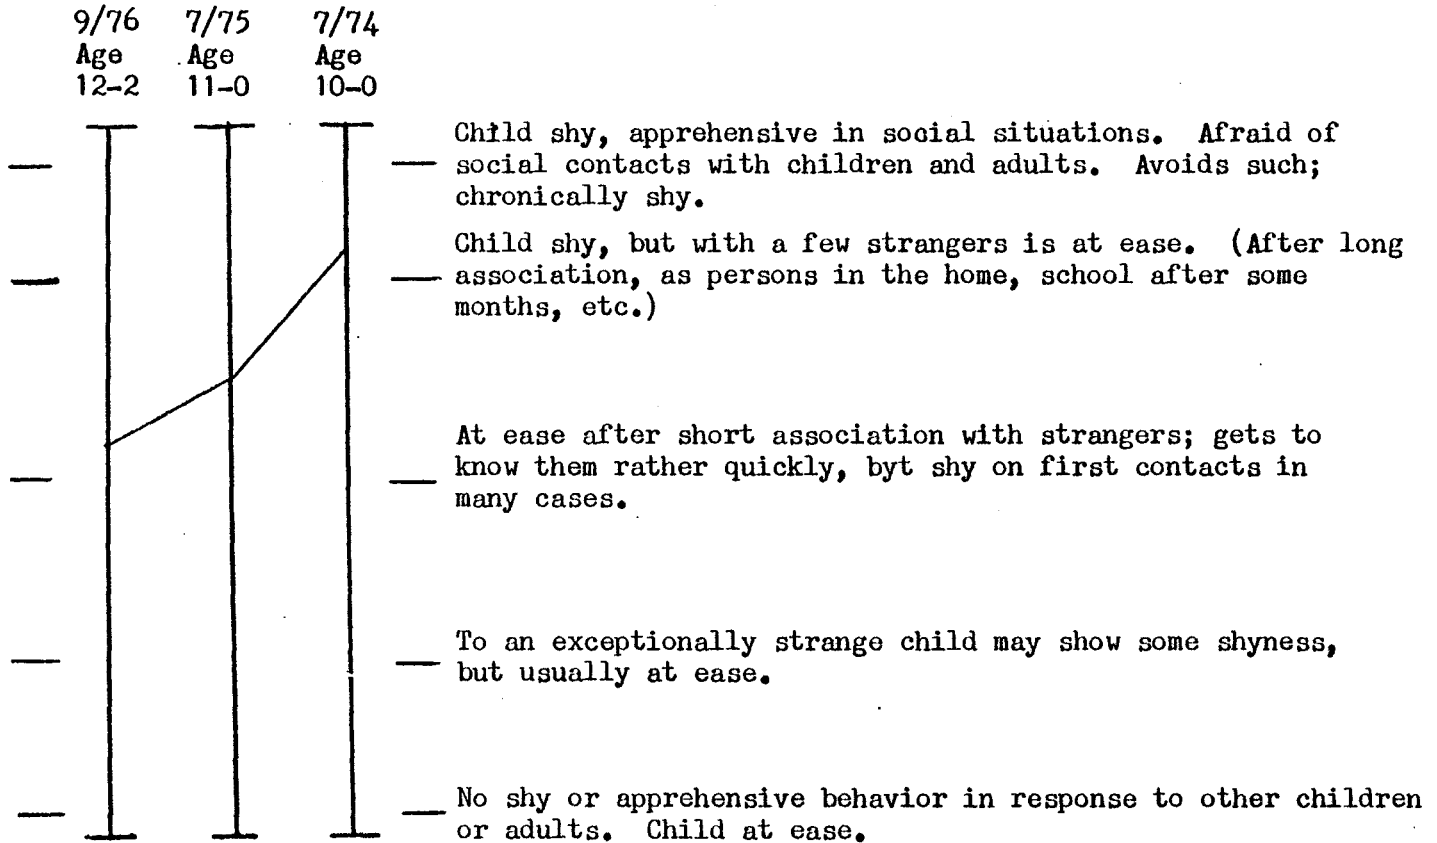 9/76 7/75 7/74
Age Age Age
12-2 11-0 10-0
Child shy, apprehensive in social situations. Afraid of
social contacts with children and adults. Avoids such;
chronically shy.
Child shy, but with a few strangers is at ease. (After long
association, as persons in the home, school after some
months, etc.)
At ease after short association with strangers; gets to
know them rather quickly, byt shy on first contacts in
many cases.
To an exceptionally strange child may show some shyness,
but usually at ease.
No shy or apprehensive behavior in response to other children
or adults. Child at ease.